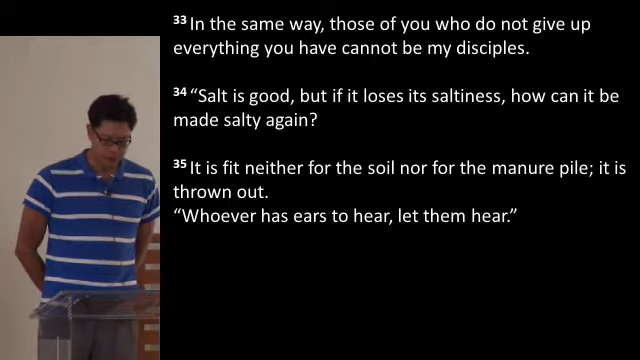 33 In the same way, those of you who do not give up
everything you have cannot be my disciples.
34 “Salt is good, but if it loses its saltiness, how can it be
made salty again?
35 It is fit neither for the soil nor for the manure pile; it is
thrown out.
“Whoever has ears to hear, let them hear.”